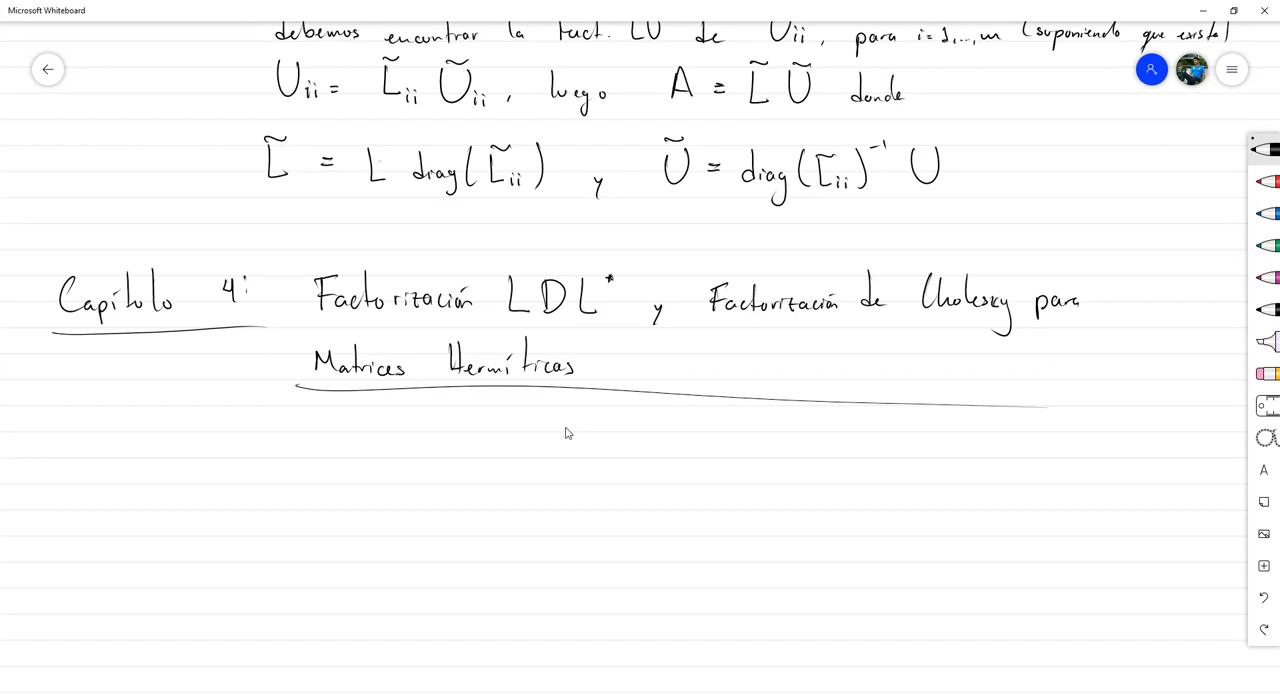 Microsoft Whiteboard
debemos encontrar la fact. LU de Uii, para i=1,...,m (suponiendo que exista)
Uii = L̃ii Ũii, luego A = L̃ Ũ donde
L̃ = L diag(L̃ii) y Ũ = diag(L̃ii)⁻¹ U
Capítulo 4: Factorización LDL* y Factorización de Cholesky para
Matrices Hermíticas
A